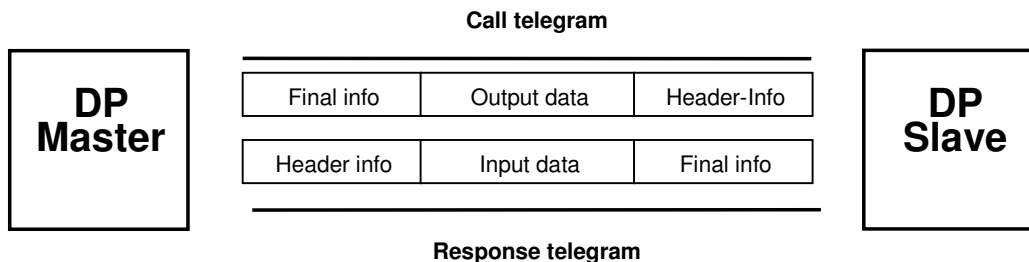 Call telegram
DP
Master
Final info
Output data
Header-Info
DP
Slave
Header info
Input data
Final info
Response telegram